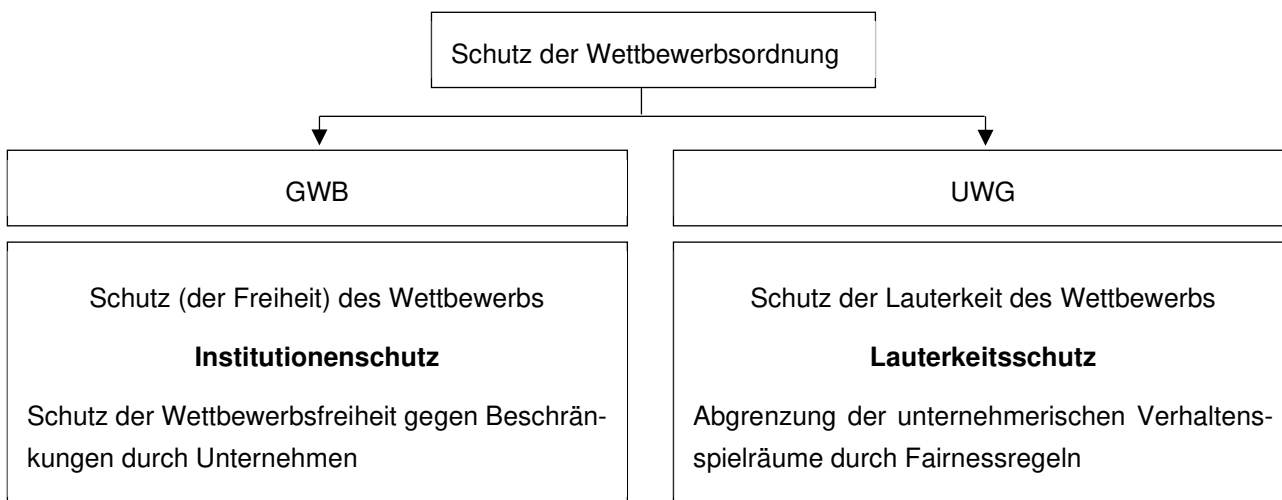 Schutz der Wettbewerbsordnung
GWB
UWG
Schutz (der Freiheit) des Wettbewerbs
Institutionenschutz
Schutz der Wettbewerbsfreiheit gegen Beschrän-
kungen durch Unternehmen
Schutz der Lauterkeit des Wettbewerbs
Lauterkeitsschutz
Abgrenzung der unternehmerischen Verhaltens-
spielräume durch Fairnessregeln